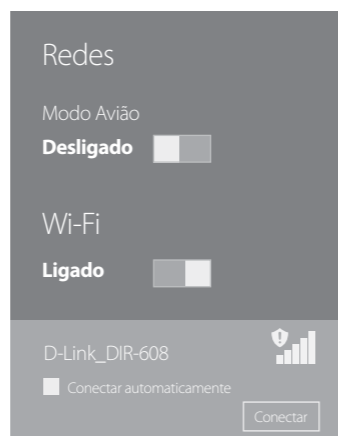 Redes
Modo Avião
Desligado
Wi-Fi
Ligado
D-Link_DIR-608
Conectar automaticamente
Conectar